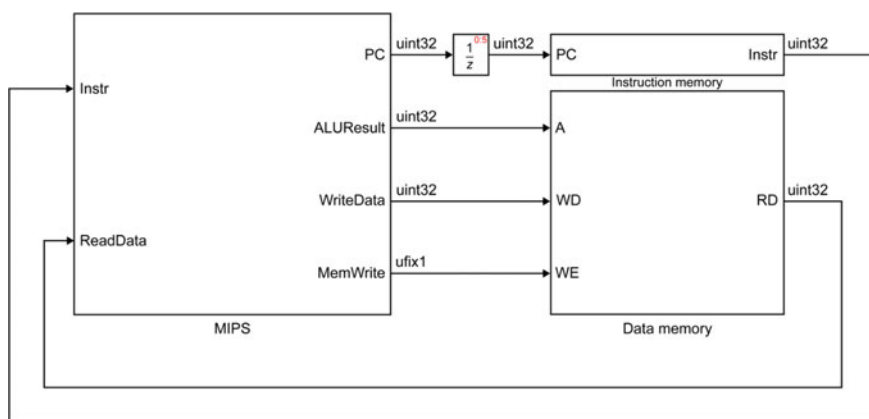 PC
uint32
1
z
0.5
uint32
PC
Instr
uint32
Instruction memory
Instr
ALUResult
uint32
A
WriteData
uint32
WD
RD
uint32
ReadData
MemWrite
ufix1
WE
MIPS
Data memory